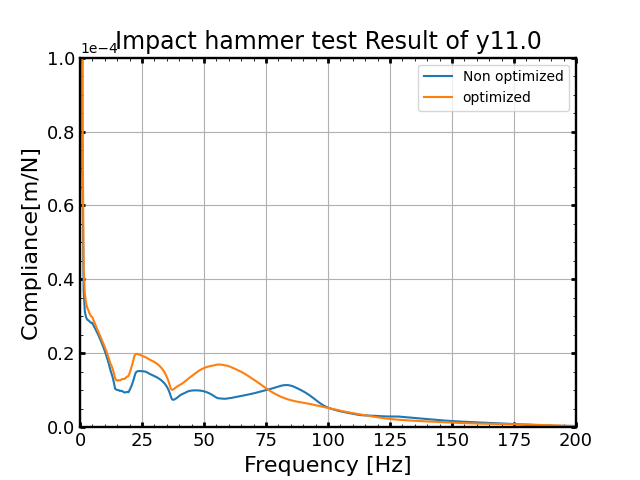 Impact hammer test Result of y11.0
1e−4
1.0
0.8
0.6
0.4
0.2
0.0
Compliance[m/N]
Non optimized
optimized
0 25 50 75 100 125 150 175 200
Frequency [Hz]